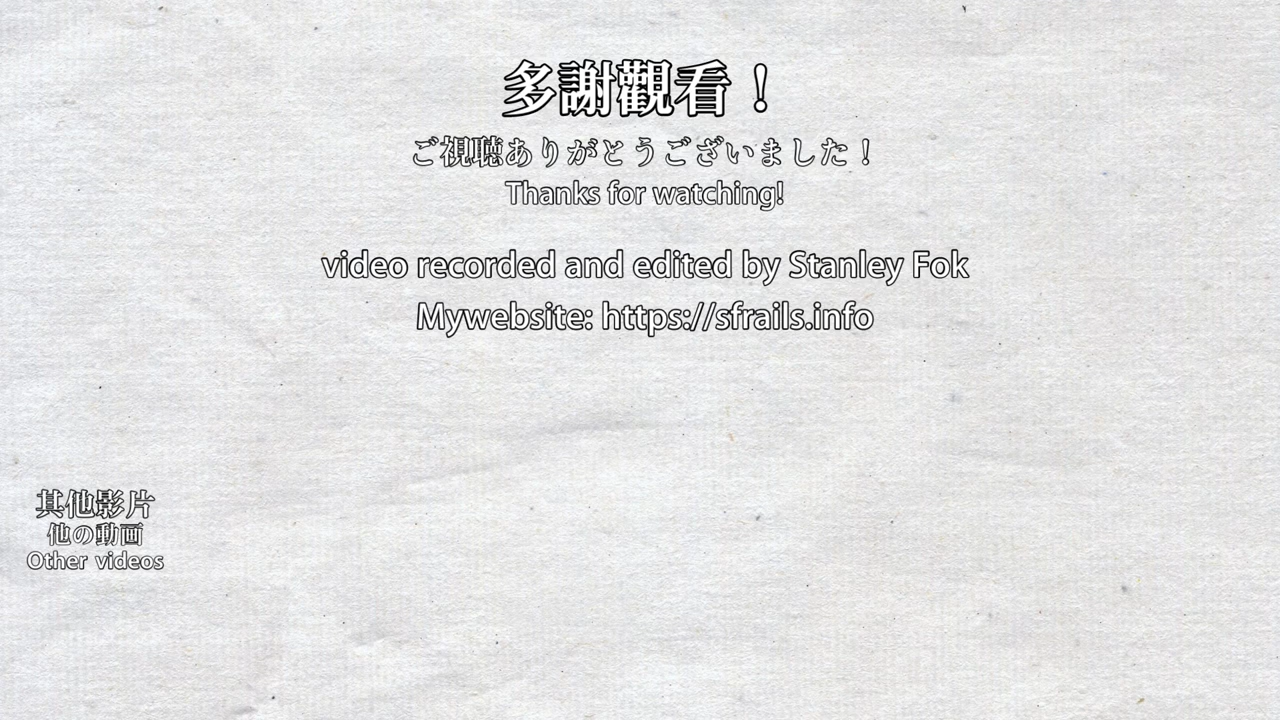 多謝觀看！
ご視聴ありがとうございました！
Thanks for watching!
video recorded and edited by Stanley Fok
Mywebsite: https://sfrails.info
其他影片
他の動画
Other videos